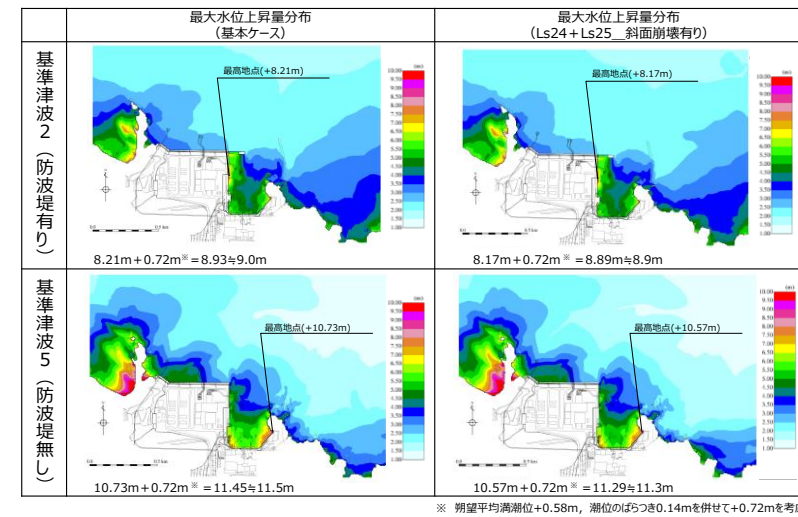 最大水位上昇量分布
（基本ケース）
最大水位上昇量分布
（Ls24＋Ls25__斜面崩壊有り）
基準津波２（防波堤有り）
最高地点(+8.21m)
8.21m＋0.72m※＝8.93≒9.0m
最高地点(+8.17m)
8.17m＋0.72m ※ ＝8.89≒8.9m
基準津波５（防波堤無し）
最高地点(+10.73m)
10.73m＋0.72m ※ ＝11.45≒11.5m
最高地点(+10.57m)
10.57m＋0.72m ※ ＝11.29≒11.3m
※　朔望平均満潮位+0.58m，潮位のばらつき0.14mを併せて+0.72mを考